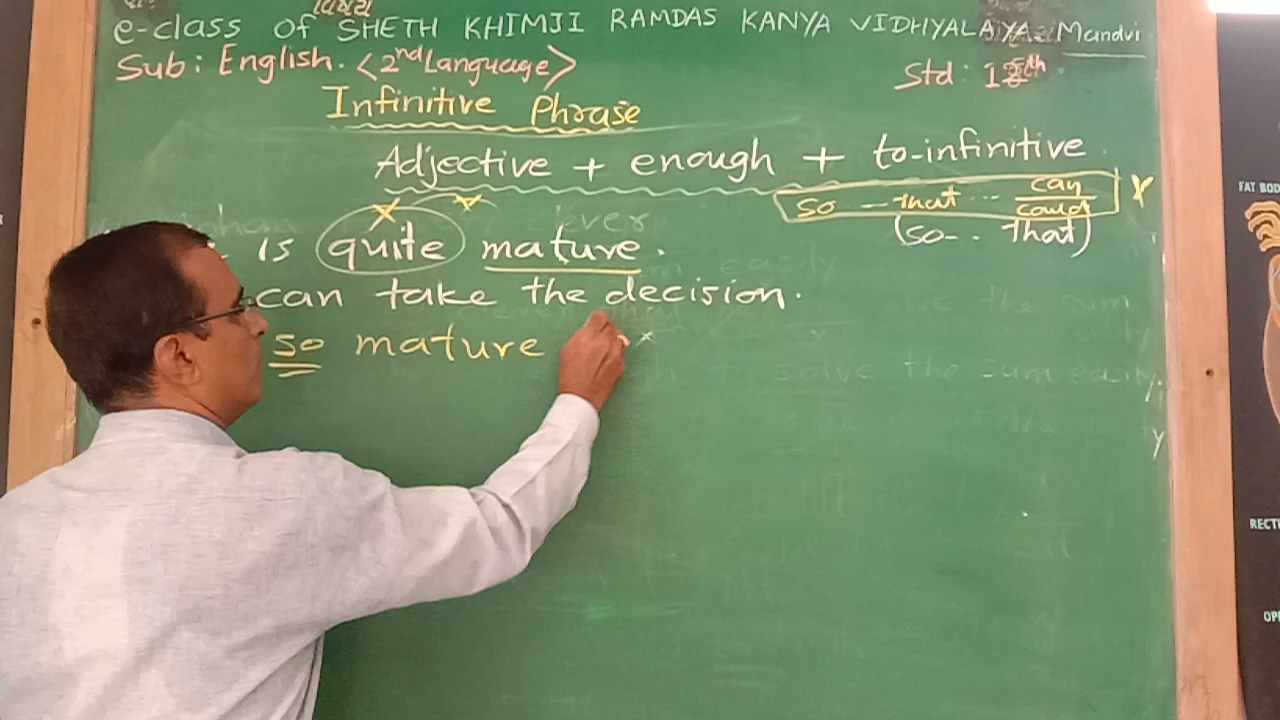 e-class of SHETH KHIMJI RAMDAS KANYA VIDHYALAYA Mandvi
Sub: English. <2nd Language>
Std: 12th
Infinitive Phrase
Adjective + enough + to-infinitive.
so - that ... can
could
(so-.. that)
is quite mature.
can take the decision.
so mature
FAT BOD
RECT
OP